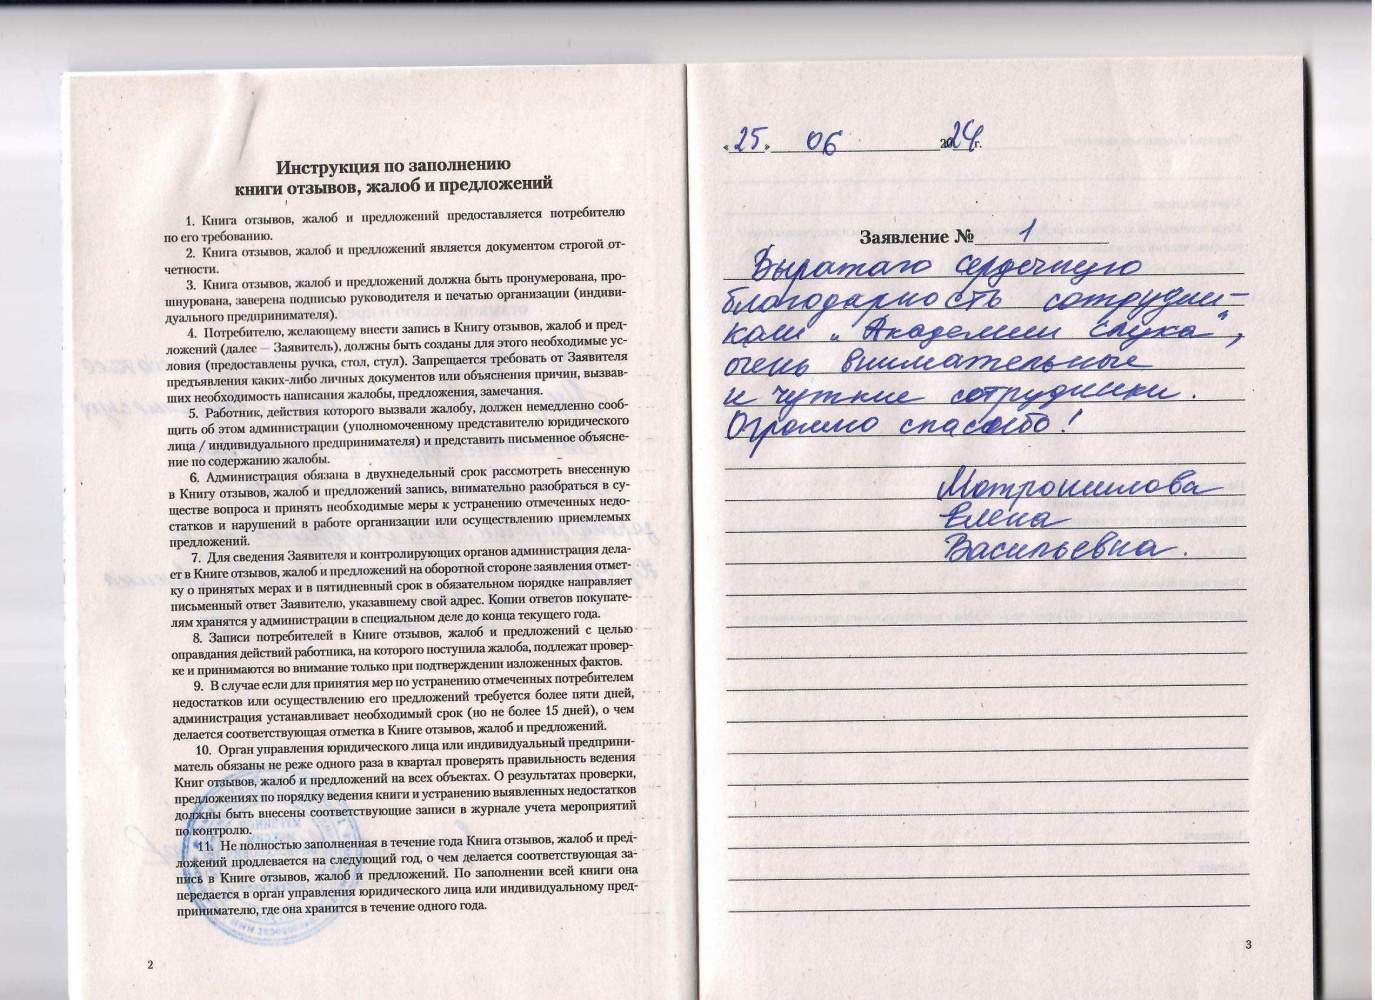 Инструкция по заполнению
книги отзывов, жалоб и предложений
1. Книга отзывов, жалоб и предложений предоставляется потребителю
по его требованию.
2. Книга отзывов, жалоб и предложений является документом строгой от-
четности.
3. Книга отзывов, жалоб и предложений должна быть пронумерована, про-
шнурована, заверена подписью руководителя и печатью организации (индиви-
дуального предпринимателя).
4. Потребителю, желающему внести запись в Книгу отзывов, жалоб и пред-
ложений (далее – Заявитель), должны быть созданы для этого необходимые ус-
ловия (предоставлены ручка, стол, стул). Запрещается требовать от Заявителя
предъявления каких-либо личных документов или объяснения причин, вызвав-
ших необходимость написания жалобы, предложения, замечания.
5. Работник, действия которого вызвали жалобу, должен немедленно сооб-
щить об этом администрации (уполномоченному представителю юридического
лица / индивидуального предпринимателя) и представить письменное объясне-
ние по содержанию жалобы.
6. Администрация обязана в двухнедельный срок рассмотреть внесенную
в Книгу отзывов, жалоб и предложений запись, внимательно разобраться в су-
ществе вопроса и принять необходимые меры к устранению отмеченных недо-
статков и нарушений в работе организации или осуществлению приемлемых
предложений.
7. Для сведения Заявителя и контролирующих органов администрация дела-
ет в Книге отзывов, жалоб и предложений на оборотной стороне заявления отмет-
ку о принятых мерах и в пятидневный срок в обязательном порядке направляет
письменный ответ Заявителю, указавшему свой адрес. Копии ответов покупате-
лям хранятся у администрации в специальном деле до конца текущего года.
8. Записи потребителей в Книге отзывов, жалоб и предложений с целью
оправдания действий работника, на которого поступила жалоба, подлежат провер-
ке и принимаются во внимание только при подтверждении изложенных фактов.
9. В случае если для принятия мер по устранению отмеченных потребителем
недостатков или осуществлению его предложений требуется более пяти дней,
администрация устанавливает необходимый срок (но не более 15 дней), о чем
делается соответствующая отметка в Книге отзывов, жалоб и предложений.
10. Орган управления юридического лица или индивидуальный предприни-
матель обязаны не реже одного раза в квартал проверять правильность ведения
Книг отзывов, жалоб и предложений на всех объектах. О результатах проверки,
предложениях по порядку ведения книги и устранению выявленных недостатков
должны быть внесены соответствующие записи в журнале учета мероприятий
по контролю.
11. Не полностью заполненная в течение года Книга отзывов, жалоб и пред-
ложений продлевается на следующий год, о чем делается соответствующая за-
пись в Книге отзывов, жалоб и предложений. По заполнении всей книги она
передается в орган управления юридического лица или индивидуальному пред-
принимателю, где она хранится в течение одного года.
2
«25» 06 2024 г.
Заявление № 1
Выражаю сердечную
благодарность сотрудни-
кам „Академии слуха",
очень внимательные
и чуткие сотрудники.
Огромно спасибо!
Мотрошилова
Елена
Васильевна.
3